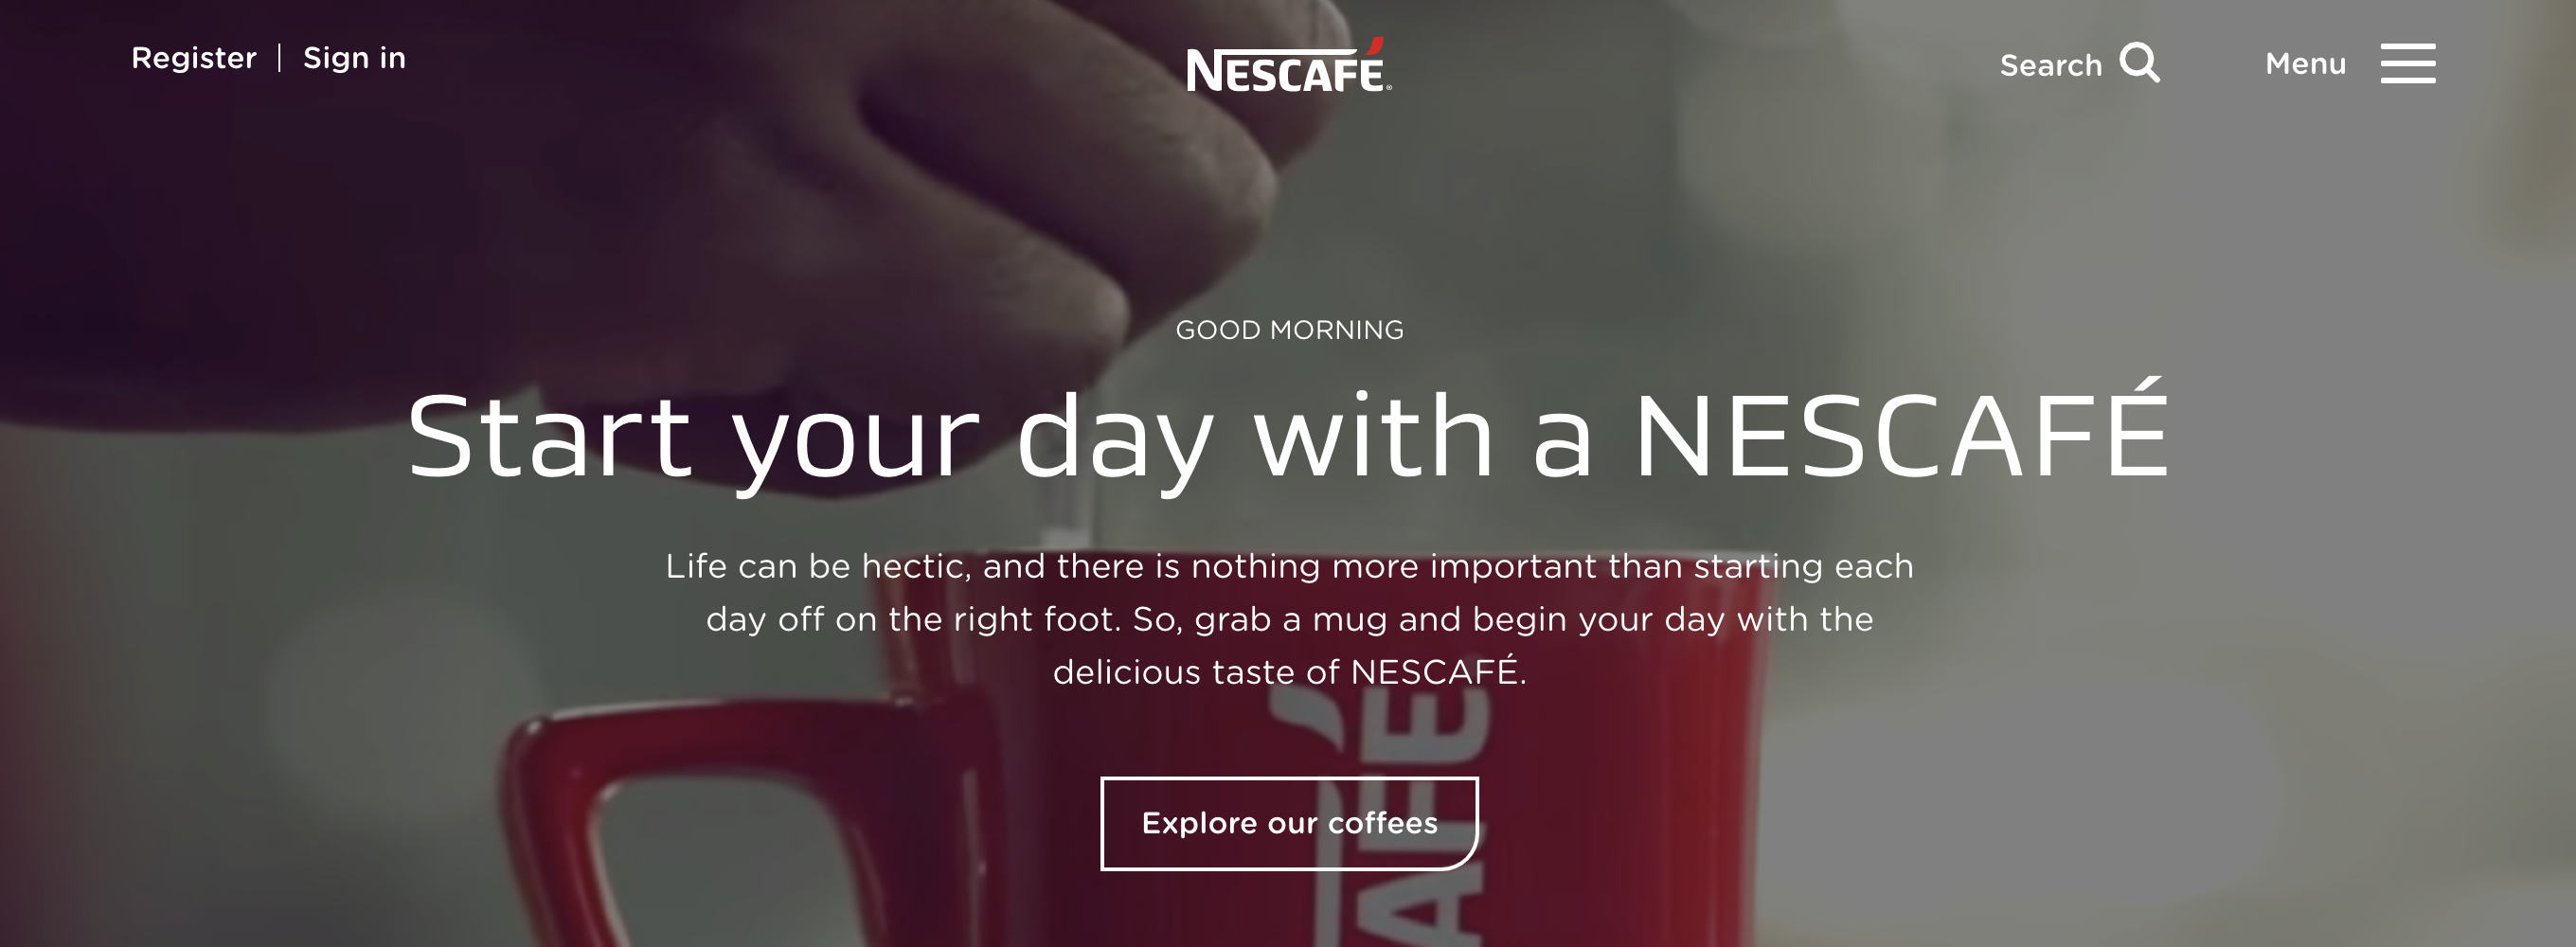 Register | Sign in
NESCAFÉ®
Search
Menu
GOOD MORNING
Start your day with a NESCAFÉ
Life can be hectic, and there is nothing more important than starting each
day off on the right foot. So, grab a mug and begin your day with the
delicious taste of NESCAFÉ.
Explore our coffees
AFÉ